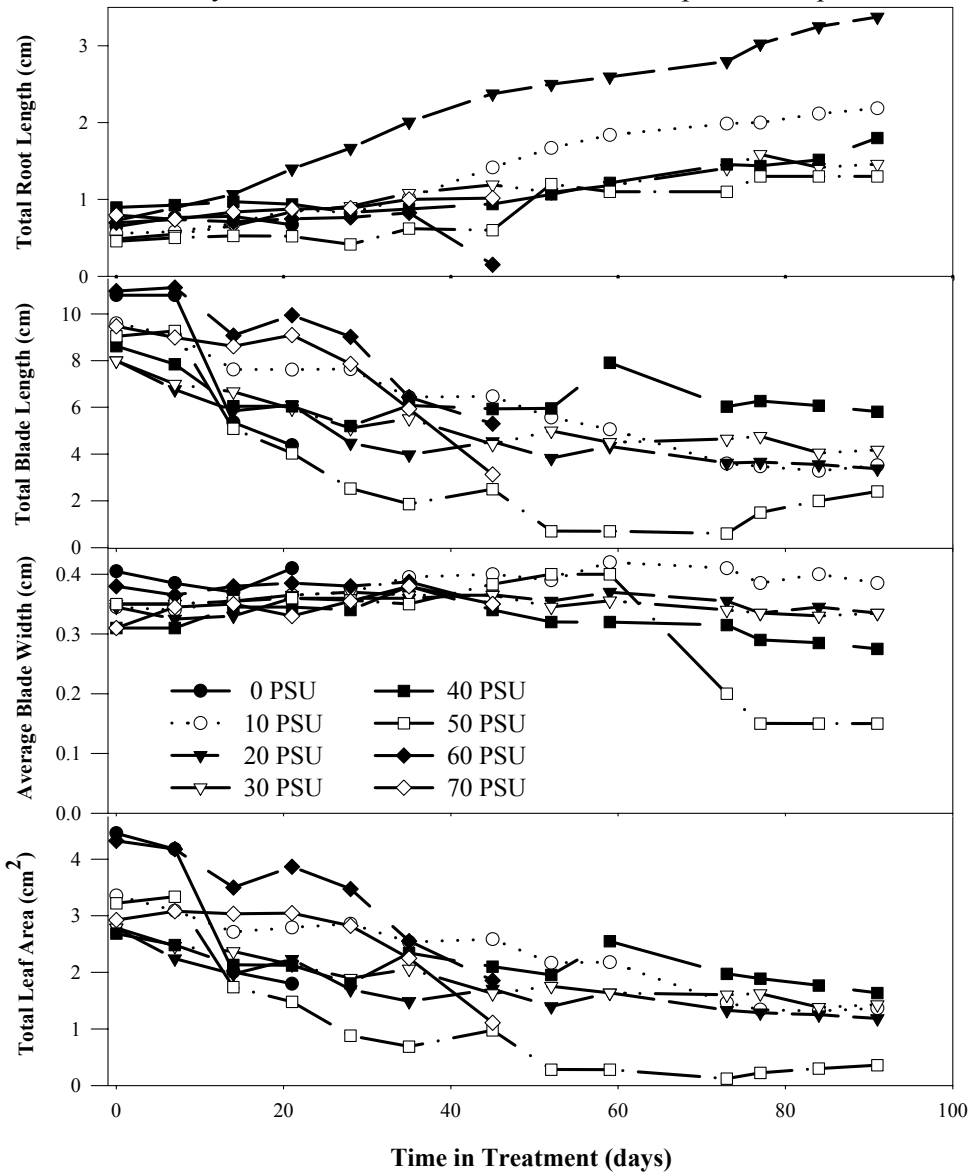 Total Root Length (cm)
3
2
1
0
Total Blade Length (cm)
10
8
6
4
2
0
Average Blade Width (cm)
0.4
0.3
0.2
0.1
0.0
0 PSU
10 PSU
20 PSU
30 PSU
40 PSU
50 PSU
60 PSU
70 PSU
Total Leaf Area (cm²)
4
3
2
1
0
0 20 40 60 80 100
Time in Treatment (days)